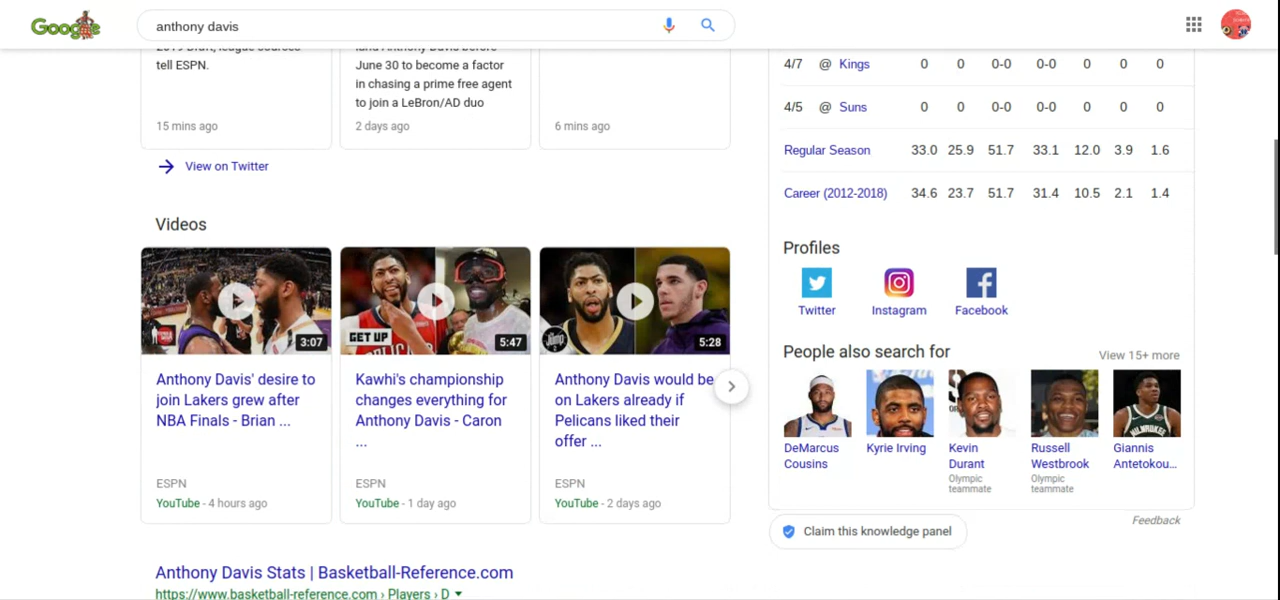 Google
anthony davis
2019 Draft, league sources
tell ESPN.
15 mins ago
land Anthony Davis before
June 30 to become a factor
in chasing a prime free agent
to join a LeBron/AD duo
2 days ago
6 mins ago
View on Twitter
Videos
GET UP
3:07
5:47
5:28
Anthony Davis' desire to
join Lakers grew after
NBA Finals - Brian ...
ESPN
YouTube - 4 hours ago
Kawhi's championship
changes everything for
Anthony Davis - Caron
...
ESPN
YouTube - 1 day ago
Anthony Davis would be
on Lakers already if
Pelicans liked their
offer ...
ESPN
YouTube - 2 days ago
Anthony Davis Stats | Basketball-Reference.com
https://www.basketball-reference.com › Players › D
4/7 @ Kings 0 0 0-0 0-0 0 0 0
4/5 @ Suns 0 0 0-0 0-0 0 0 0
Regular Season 33.0 25.9 51.7 33.1 12.0 3.9 1.6
Career (2012-2018) 34.6 23.7 51.7 31.4 10.5 2.1 1.4
Profiles
Twitter
Instagram
Facebook
People also search for
View 15+ more
DeMarcus
Cousins
Kyrie Irving
Kevin
Durant
Olympic
teammate
Russell
Westbrook
Olympic
teammate
MILWAUKEE
Giannis
Antetokou...
Claim this knowledge panel
Feedback